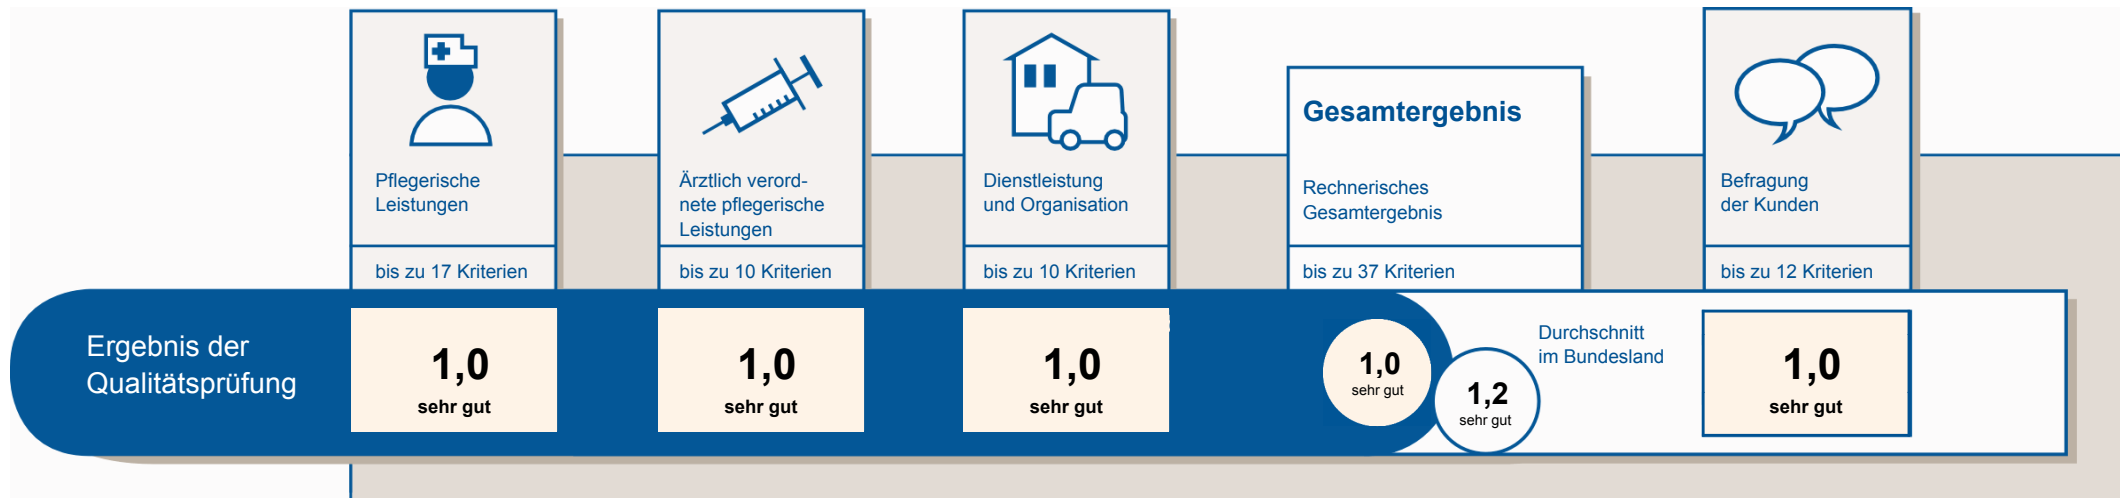 Pflegerische
Leistungen
bis zu 17 Kriterien
Ärztlich verord-
nete pflegerische
Leistungen
bis zu 10 Kriterien
Dienstleistung
und Organisation
bis zu 10 Kriterien
Gesamtergebnis
Rechnerisches
Gesamtergebnis
bis zu 37 Kriterien
Befragung
der Kunden
bis zu 12 Kriterien
Ergebnis der
Qualitätsprüfung
1,0
sehr gut
1,0
sehr gut
1,0
sehr gut
1,0
sehr gut
1,2
sehr gut
Durchschnitt
im Bundesland
1,0
sehr gut